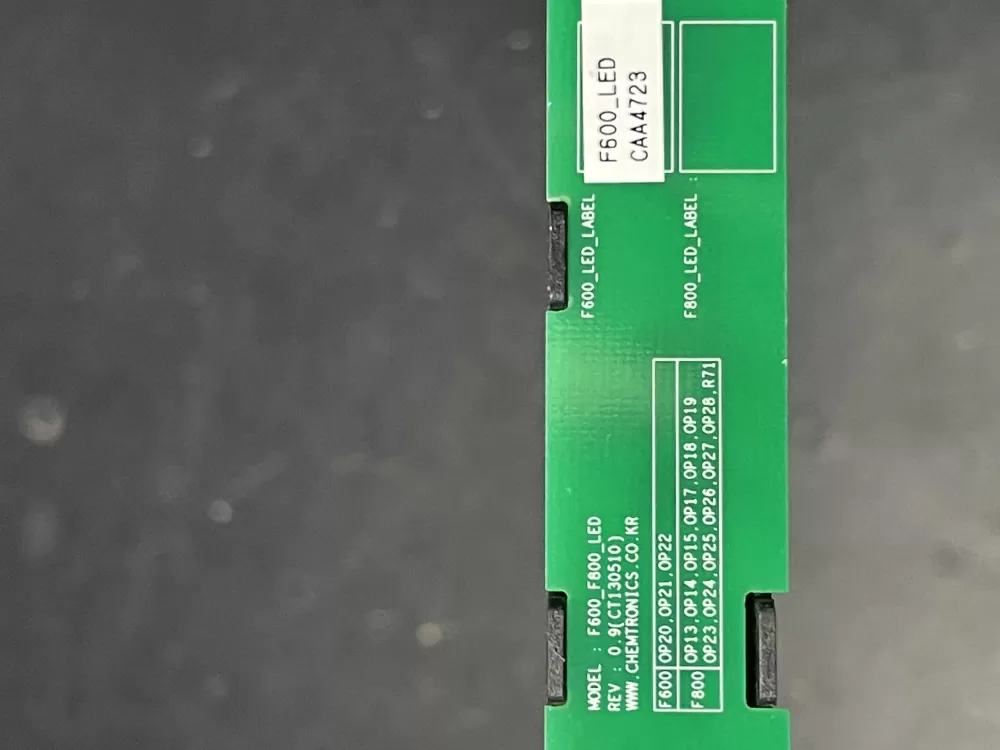 F600_LED
CAA4723
F600_LED_LABEL
F800_LED_LABEL :
MODEL : F600_F800_LED
REV : 0.9(CT130510)
WWW.CHEMTRONICS.CO.KR
F600 OP20,OP21,OP22
F800 OP13,OP14,OP15,OP17,OP18,OP19
OP23,OP24,OP25,OP26,OP27,OP28,R71